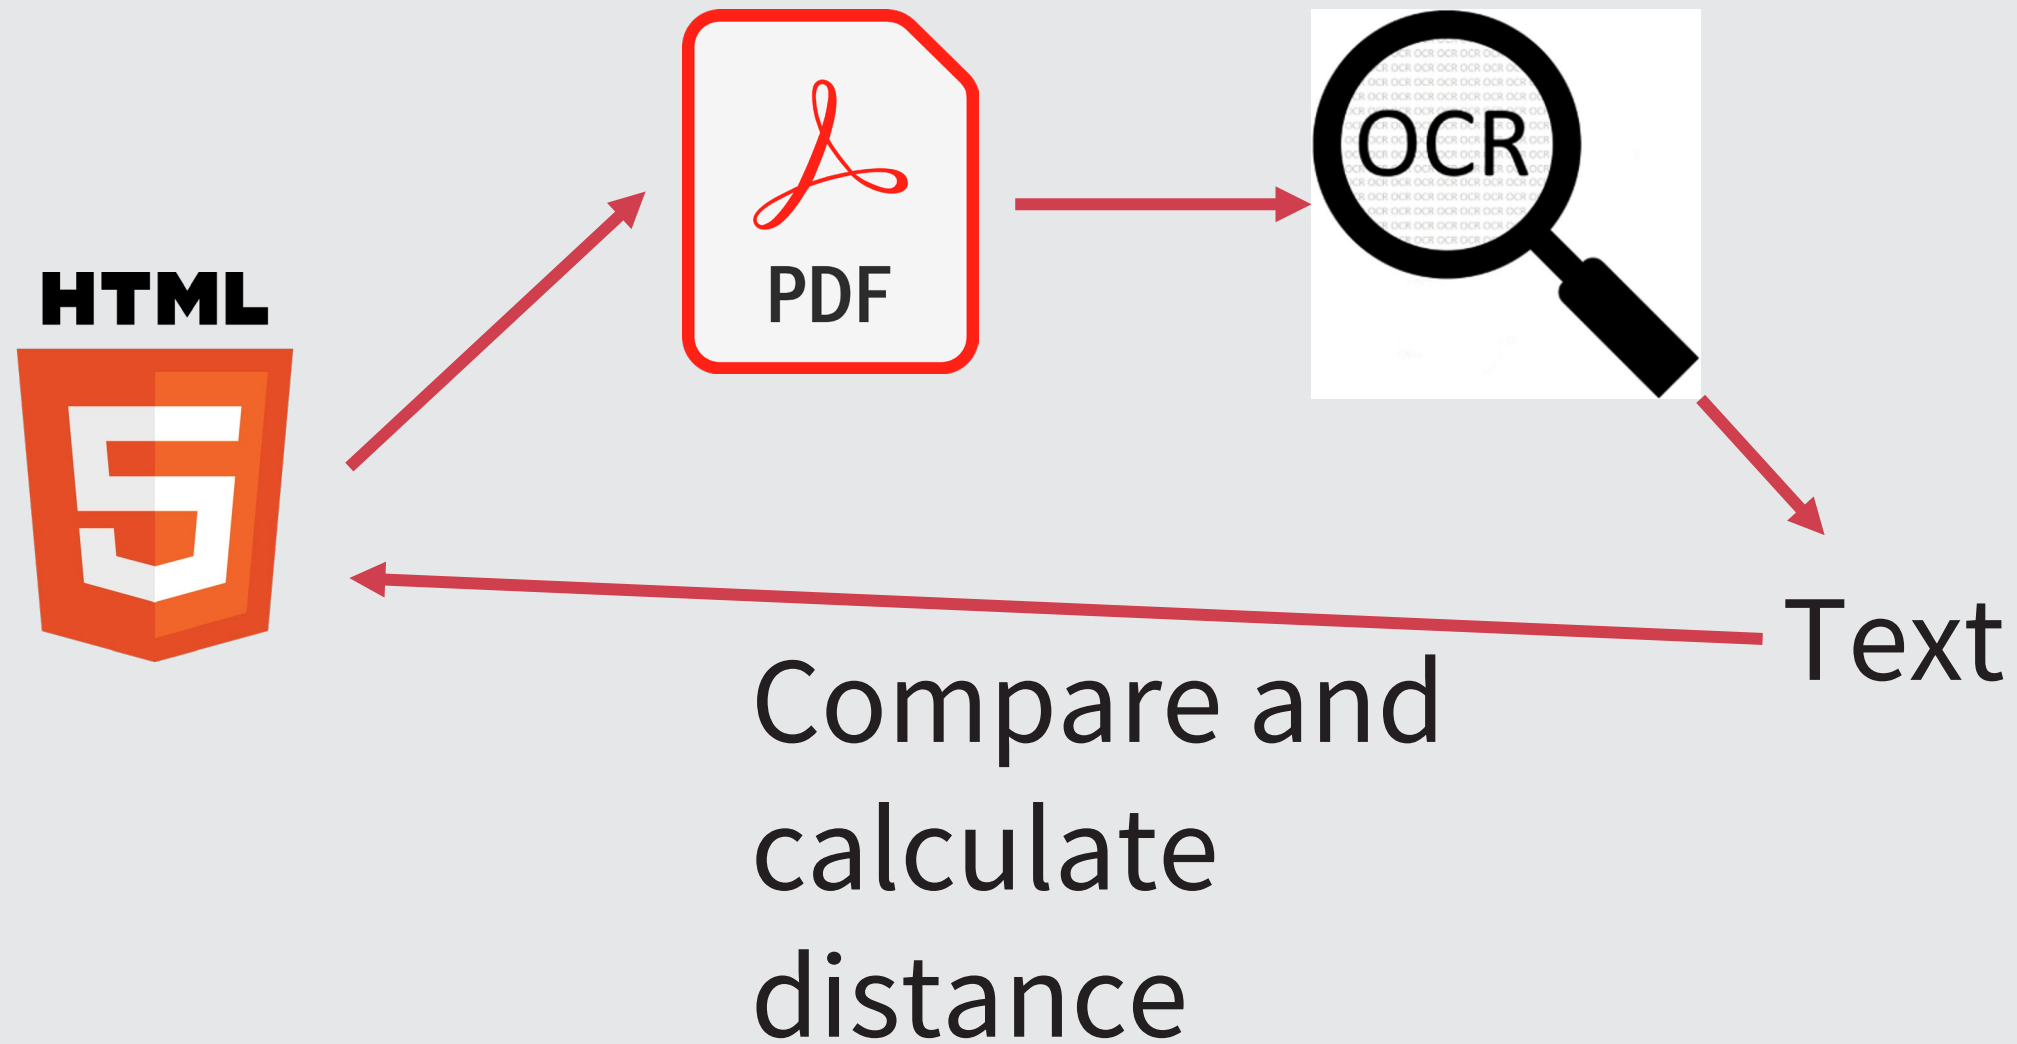 HTML
PDF
OCR
Text
Compare and
calculate
distance